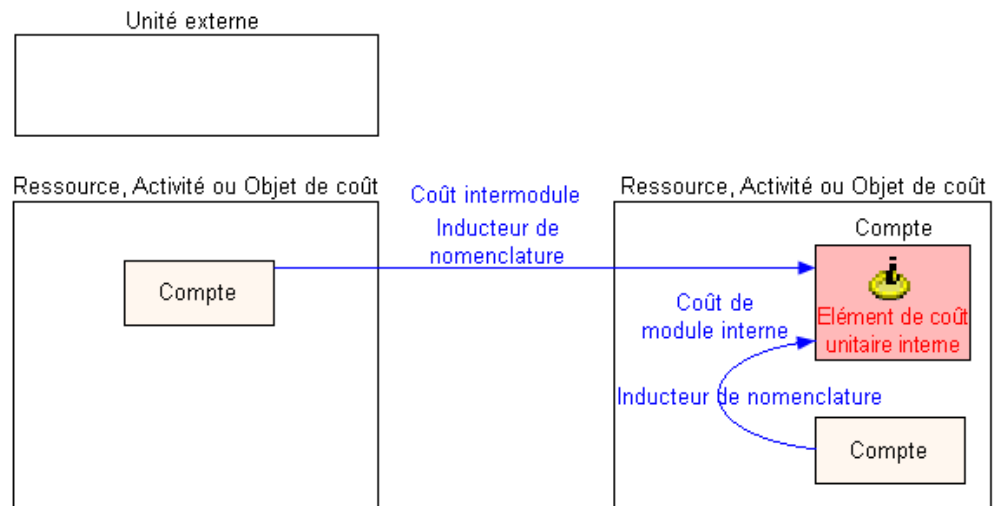 Unité externe
Ressource, Activité ou Objet de coût
Compte
Coût intermodule
Inducteur de
nomenclature
Ressource, Activité ou Objet de coût
Compte
Elément de coût
unitaire interne
Coût de
module interne
Inducteur de nomenclature
Compte